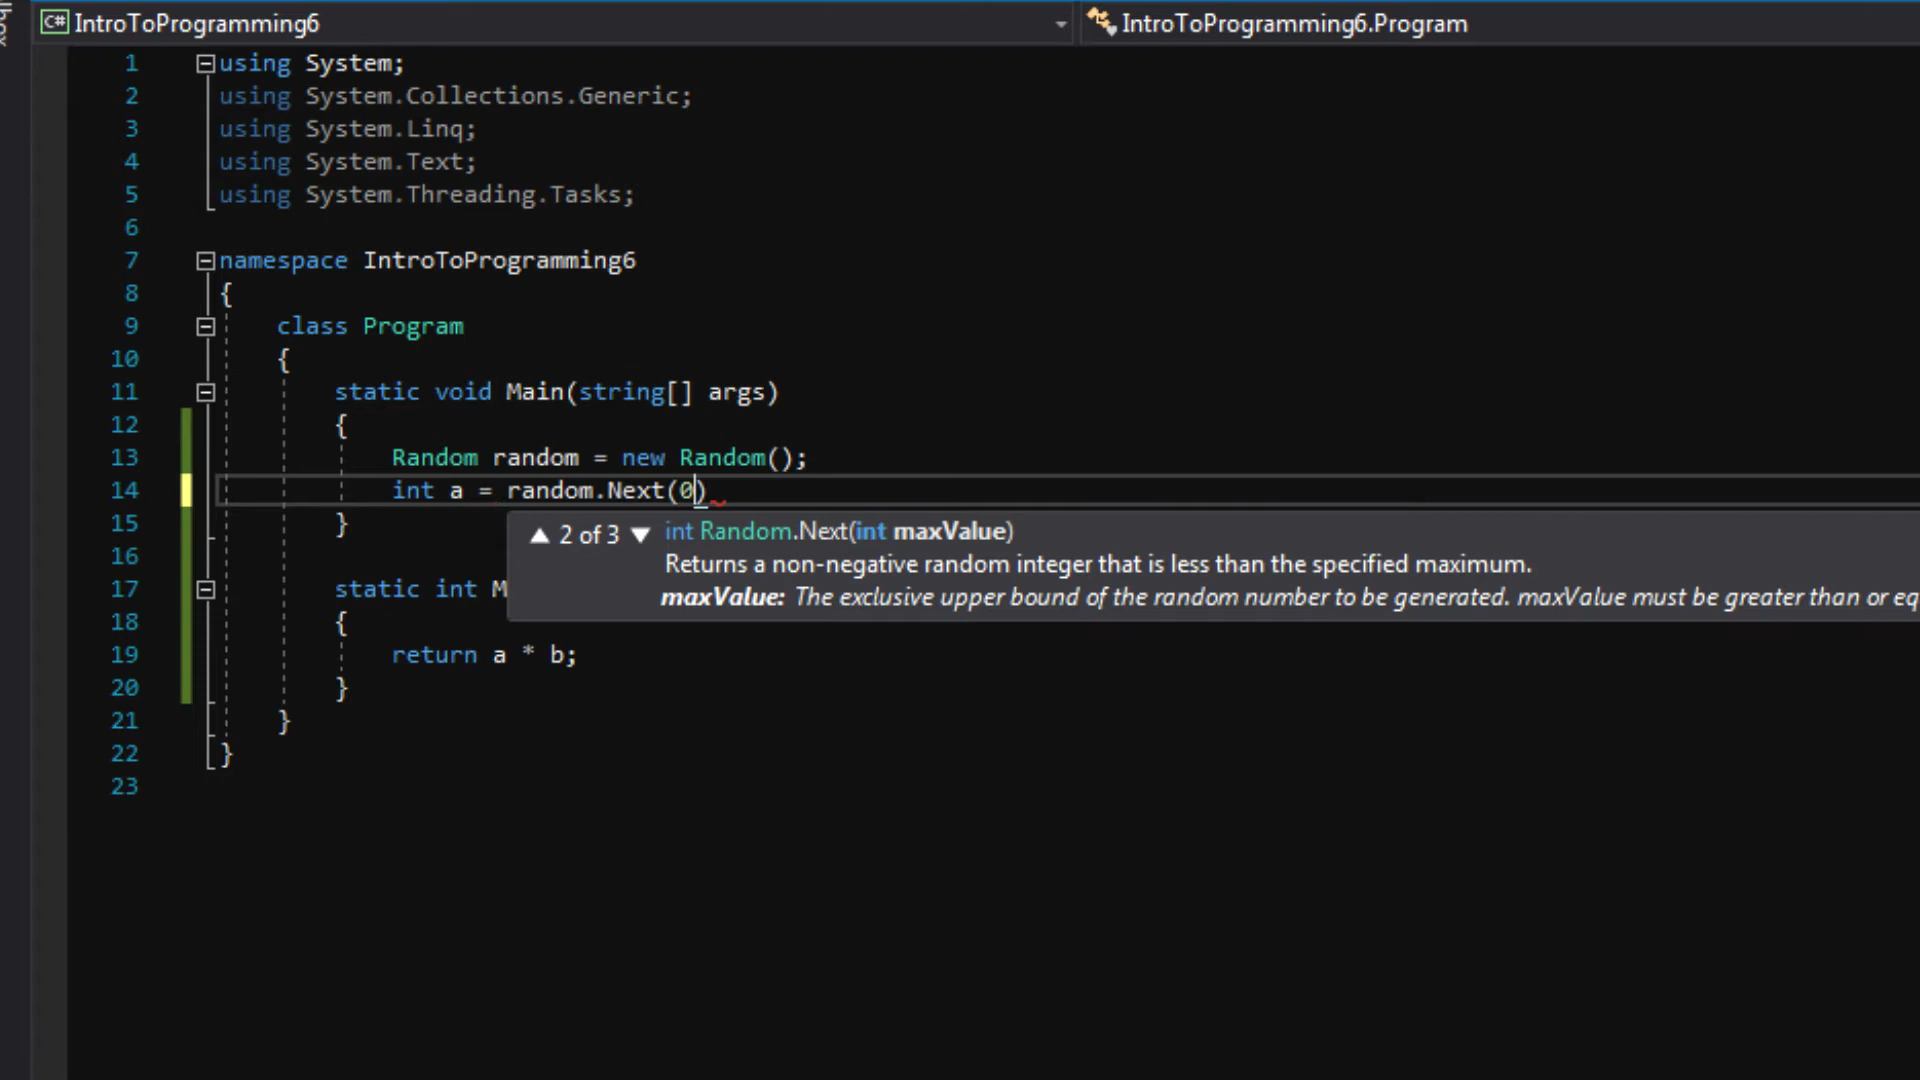 IntroToProgramming6 IntroToProgramming6.Program
1 using System;
2 using System.Collections.Generic;
3 using System.Linq;
4 using System.Text;
5 using System.Threading.Tasks;
6
7 namespace IntroToProgramming6
8 {
9 class Program
10 {
11 static void Main(string[] args)
12 {
13 Random random = new Random();
14 int a = random.Next(0)
15 }
2 of 3 int Random.Next(int maxValue)
16
Returns a non-negative random integer that is less than the specified maximum.
17 static int M
maxValue: The exclusive upper bound of the random number to be generated. maxValue must be greater than or eq
18 {
19 return a * b;
20 }
21 }
22 }
23